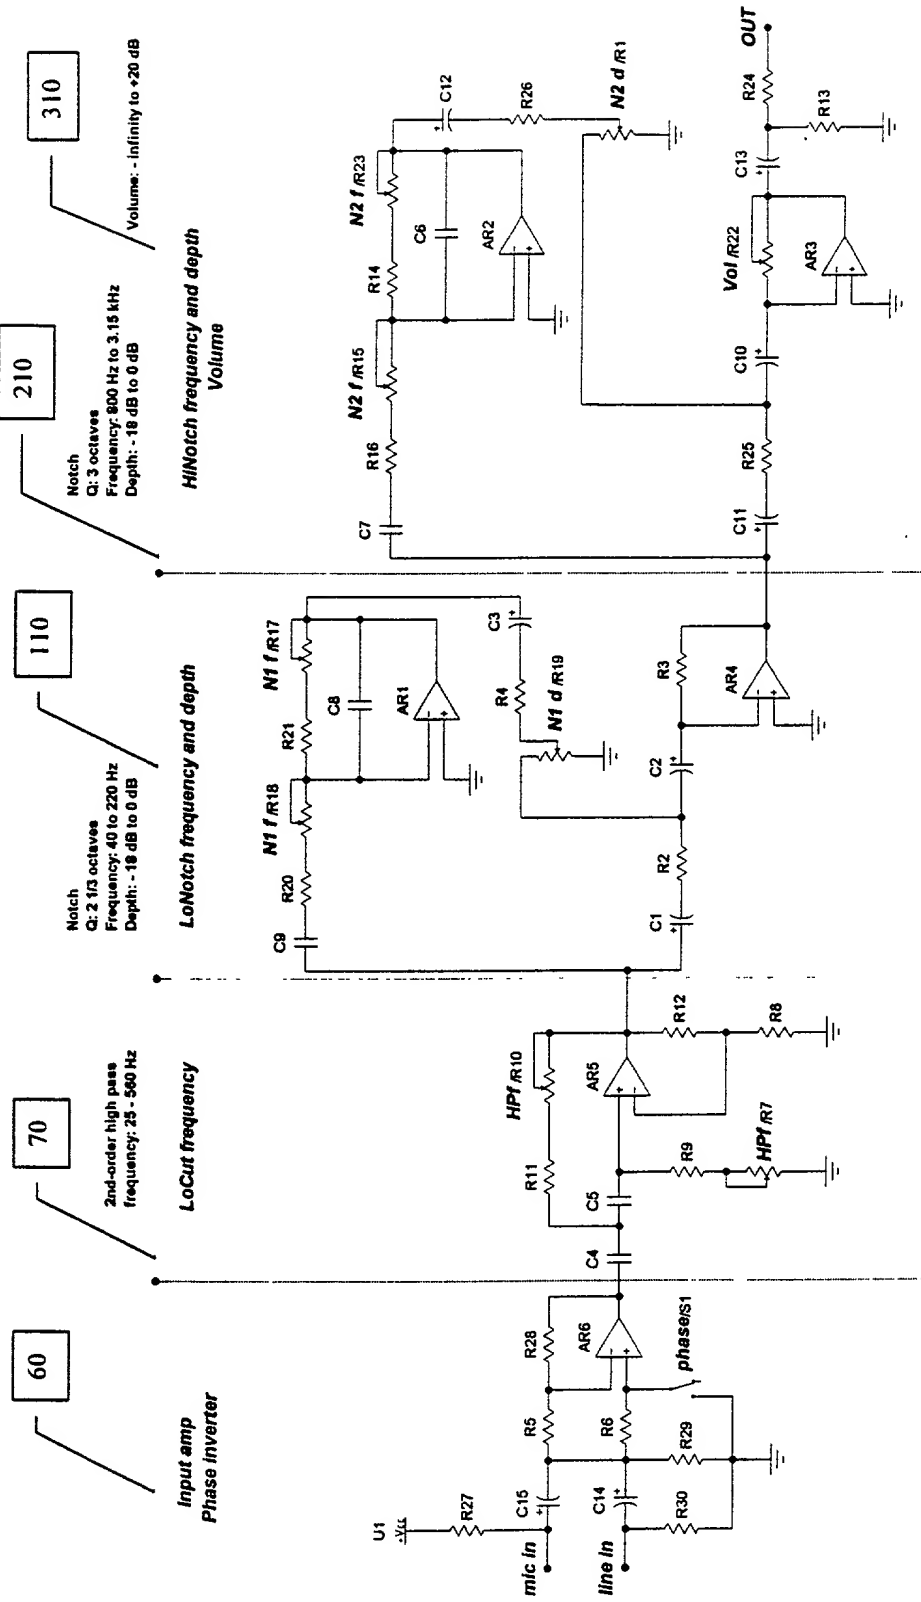 60
Input amp
Phase inverter
70
2nd-order high pass
frequency: 25 - 560 Hz
LoCut frequency
110
Notch
Q: 2 1/3 octaves
Frequency: 40 to 220 Hz
Depth: - 18 dB to 0 dB
LoNotch frequency and depth
210
Notch
Q: 3 octaves
Frequency: 800 Hz to 3.15 kHz
Depth: - 18 dB to 0 dB
310
Volume: - infinity to +20 dB
HiNotch frequency and depth
Volume
U1
+Vcc
R27
mic in
line in
C15
C14
R30
R29
R5
R6
R28
AR6
phase/S1
C4
C5
R11
HPf /R10
AR5
R9
HPf /R7
R12
R8
C9
R20
N1 f /R18
R21
N1 f /R17
C8
AR1
C3
R4
N1 d /R19
C1
R2
C2
R3
AR4
C7
R16
N2 f /R15
R14
N2 f /R23
C6
AR2
C12
R26
N2 d /R1
C11
R25
C10
Vol /R22
AR3
C13
R13
R24
OUT